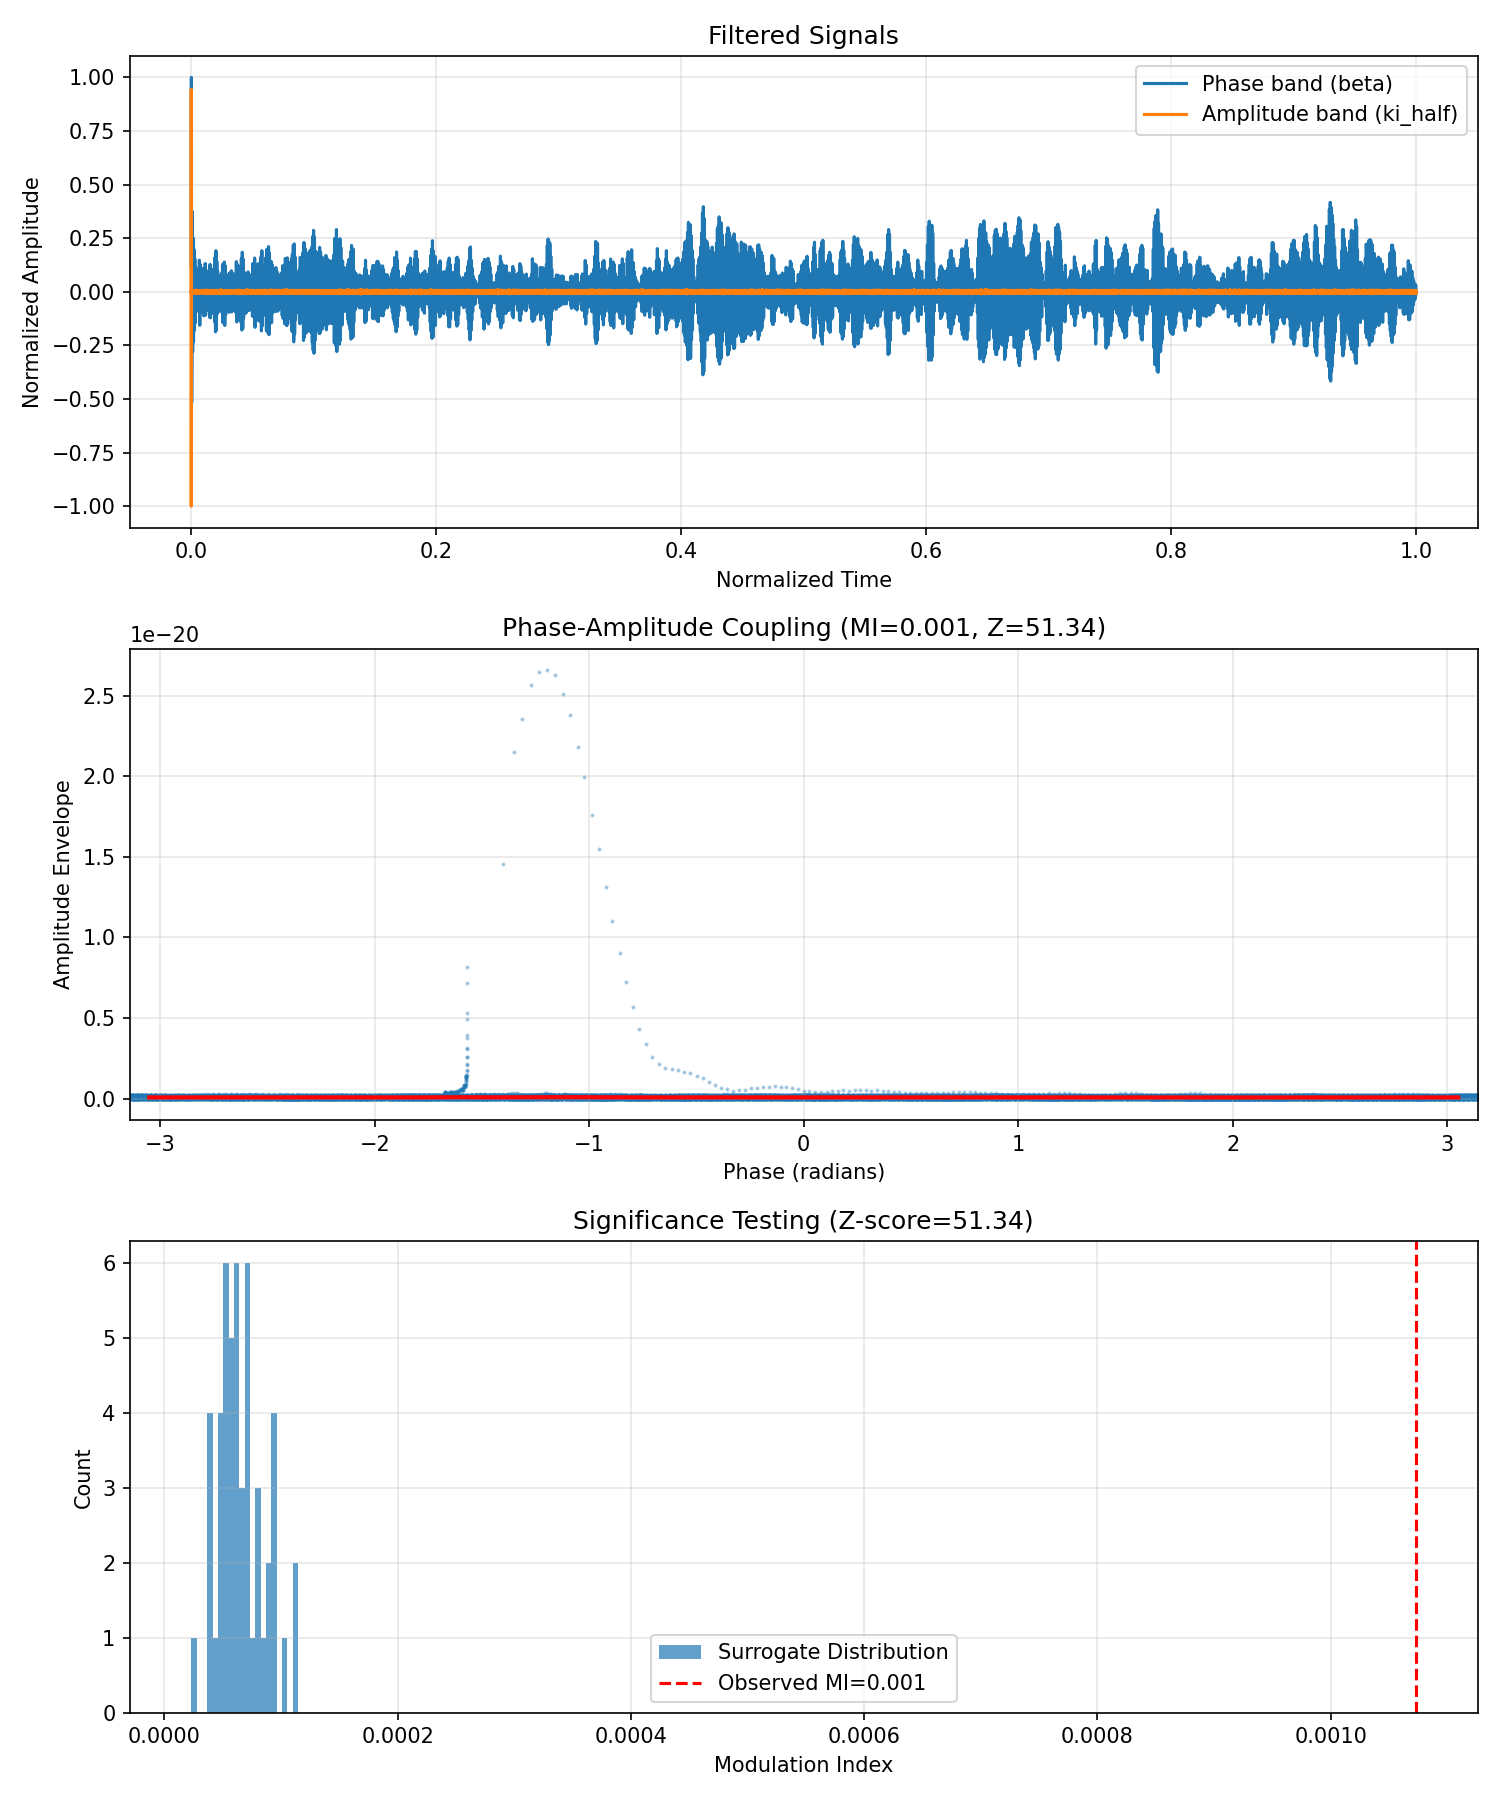 Filtered Signals
1.00
0.75
0.50
0.25
0.00
−0.25
−0.50
−0.75
−1.00
Normalized Amplitude
Phase band (beta)
Amplitude band (ki_half)
0.0 0.2 0.4 0.6 0.8 1.0
Normalized Time
1e−20
Phase-Amplitude Coupling (MI=0.001, Z=51.34)
2.5
2.0
1.5
1.0
0.5
0.0
Amplitude Envelope
−3 −2 −1 0 1 2 3
Phase (radians)
Significance Testing (Z-score=51.34)
6
5
4
3
2
1
0
Count
Surrogate Distribution
Observed MI=0.001
0.0000 0.0002 0.0004 0.0006 0.0008 0.0010
Modulation Index